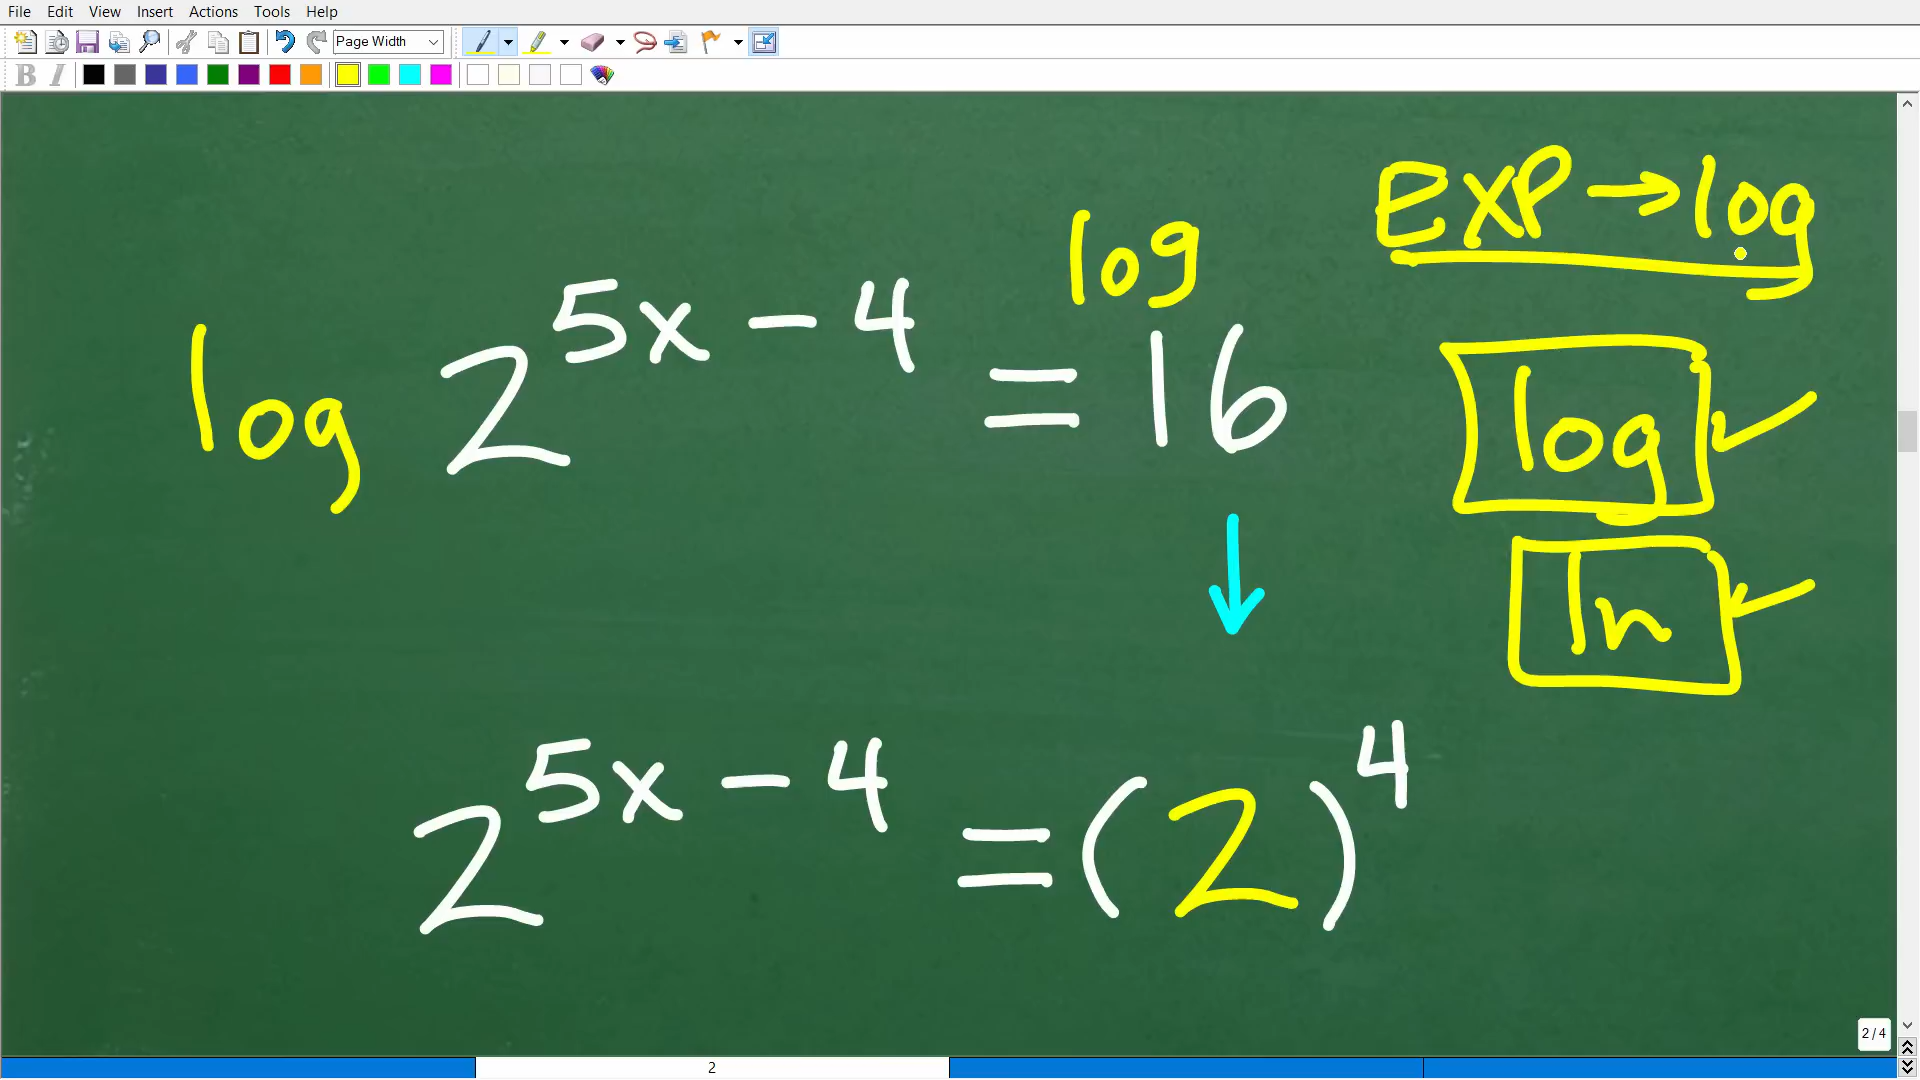 File Edit View Insert Actions Tools Help
Page Width
B I
EXP → log
log 2^{5x - 4} = log 16
log ✓
ln ✓
2^{5x - 4} = (2)^4
2/4
2